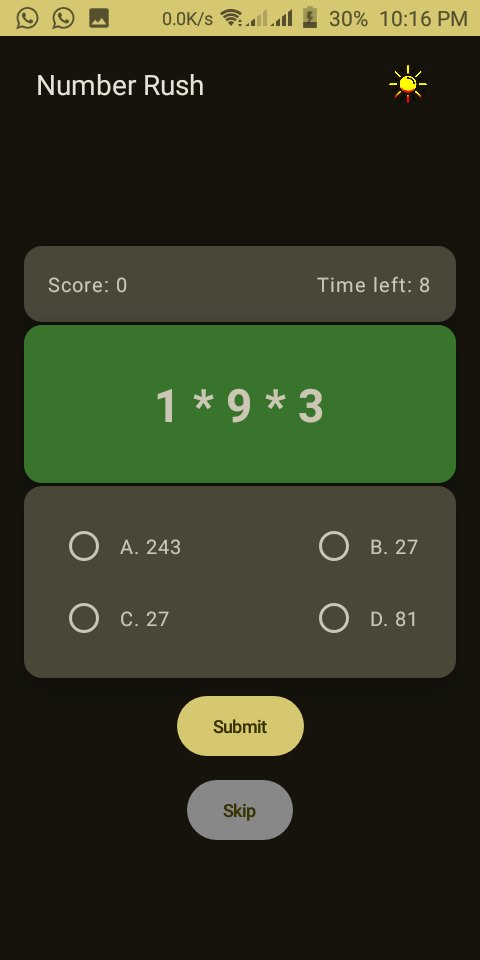 0.0K/s 30% 10:16 PM
Number Rush
Score: 0 Time left: 8
1 * 9 * 3
A. 243 B. 27
C. 27 D. 81
Submit
Skip